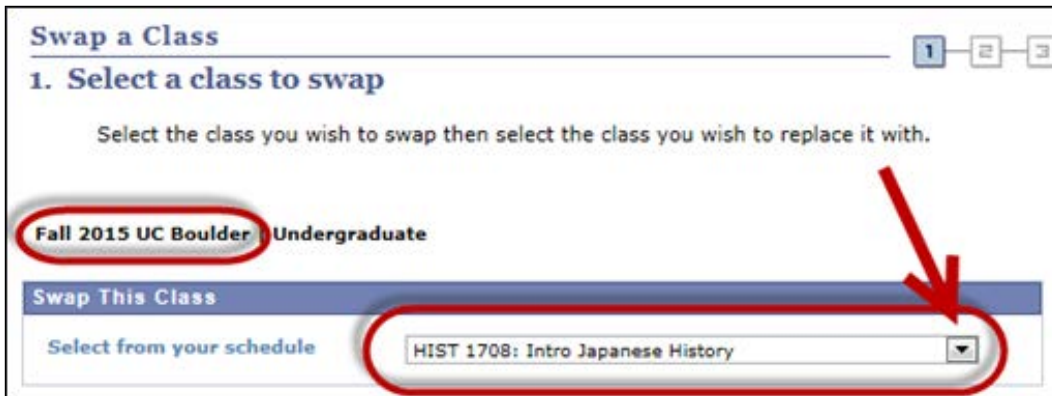 Swap a Class
1 2 3
1. Select a class to swap
Select the class you wish to swap then select the class you wish to replace it with.
Fall 2015 UC Boulder Undergraduate
Swap This Class
Select from your schedule HIST 1708: Intro Japanese History